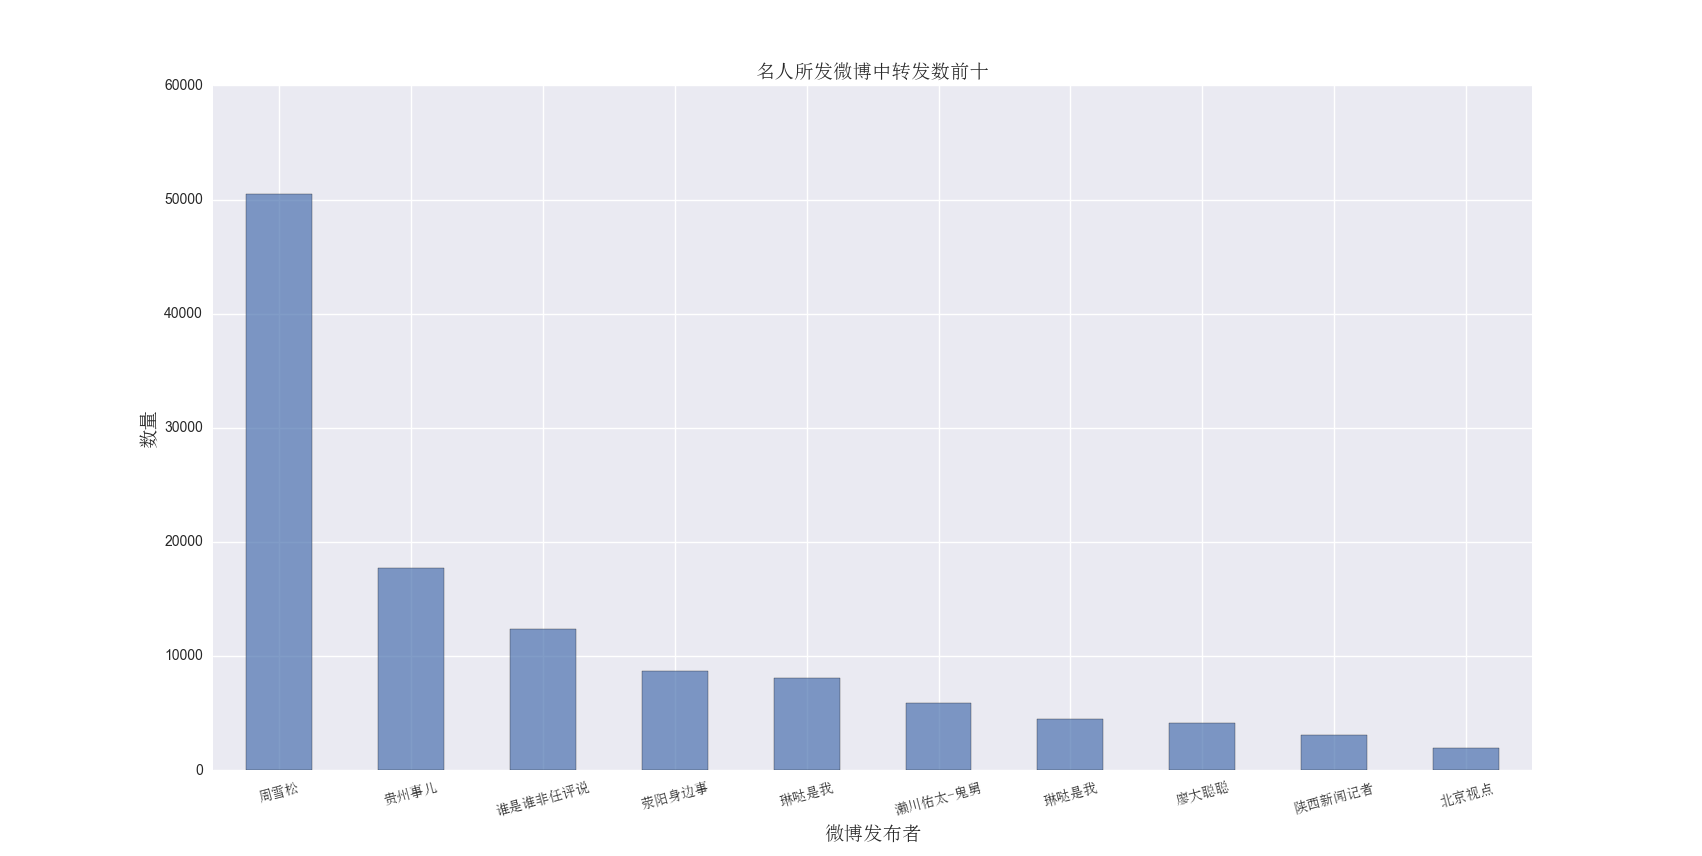 名人所发微博中转发数前十
60000
50000
40000
30000
20000
10000
0
数量
周雪松
贵州事儿
谁是谁非任评说
荥阳身边事
琳哒是我
濑川佑太-鬼舅
琳哒是我
廖大聪聪
陕西新闻记者
北京视点
微博发布者